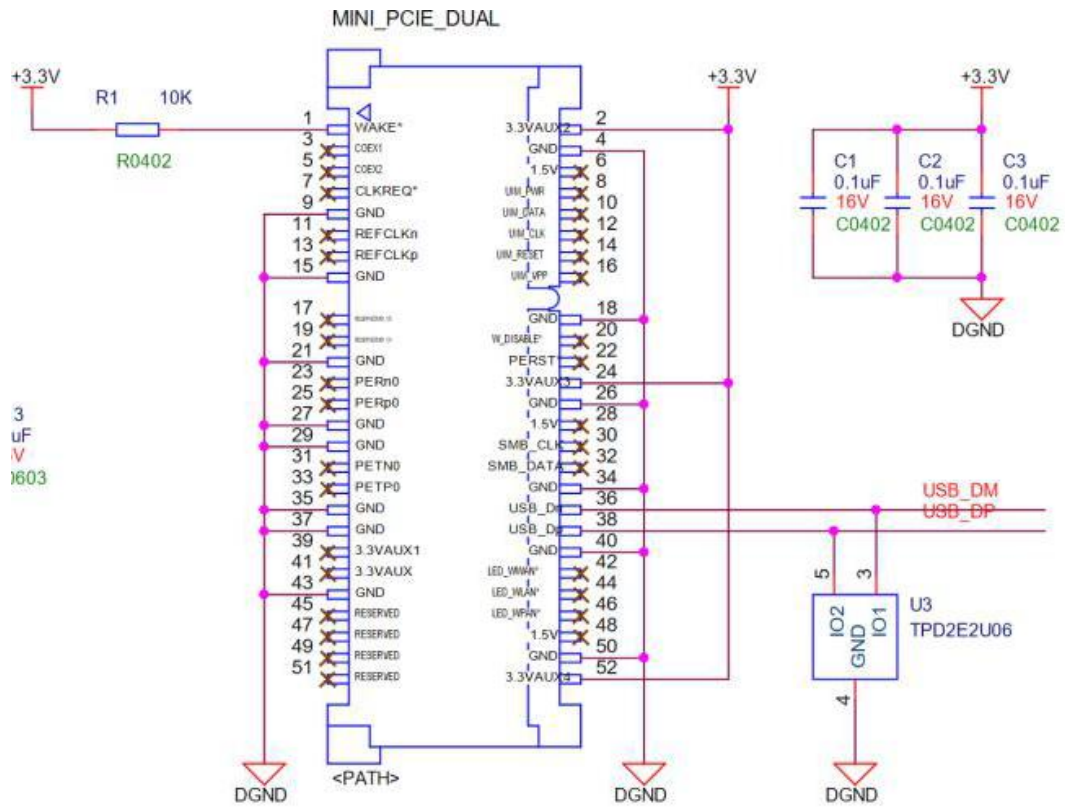 MINI_PCIE_DUAL
+3.3V
R1 10K
R0402
1 WAKE*
3 COEX1
5 COEX2
7 CLKREQ*
9 GND
11 REFCLKn
13 REFCLKp
15 GND
17
19
21 GND
23 PERn0
25 PERp0
27 GND
29 GND
31 PETN0
33 PETP0
35 GND
37 GND
39 3.3VAUX1
41 3.3VAUX
43 GND
45 RESERVED
47 RESERVED
49 RESERVED
51 RESERVED
3.3VAUX2 2
GND 4
1.5V 6
UIM_PWR 8
UIM_DATA 10
UIM_CLK 12
UIM_RESET 14
UIM_VPP 16
GND 18
W_DISABLE* 20
PERST* 22
3.3VAUX3 24
GND 26
1.5V 28
SMB_CLK 30
SMB_DATA 32
GND 34
USB_Dn 36
USB_Dp 38
GND 40
LED_WWAN* 42
LED_WLAN* 44
LED_WPAN* 46
1.5V 48
GND 50
3.3VAUX4 52
<PATH>
DGND
DGND
+3.3V
+3.3V
C1 C2 C3
0.1uF 0.1uF 0.1uF
16V 16V 16V
C0402 C0402 C0402
DGND
USB_DM
USB_DP
5 3
IO2 GND IO1
4
U3
TPD2E2U06
DGND
3
uF
V
0603